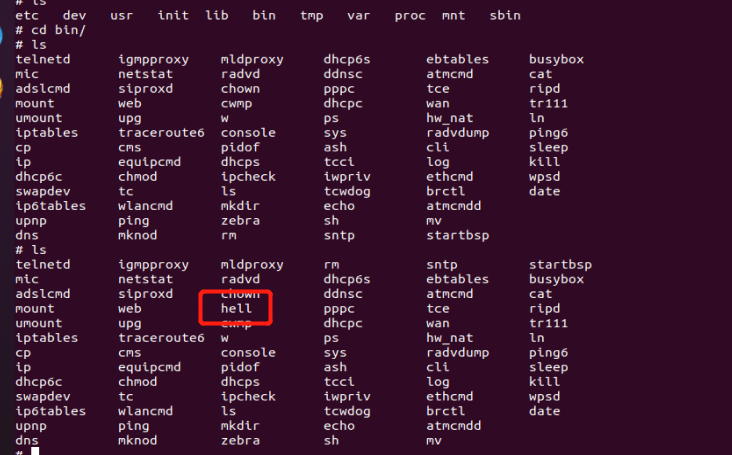 # ls
etc dev usr init lib bin tmp var proc mnt sbin
# cd bin/
# ls
telnetd igmpproxy mldproxy dhcp6s ebtables busybox
mic netstat radvd ddnsc atmcmd cat
adslcmd siproxd chown pppc tce ripd
mount web cwmp dhcpc wan tr111
umount upg w ps hw_nat ln
iptables traceroute6 console sys radvdump ping6
cp cms pidof ash cli sleep
ip equipcmd dhcps tcci log kill
dhcp6c chmod ipcheck iwpriv ethcmd wpsd
swapdev tc ls tcwdog brctl date
ip6tables wlancmd mkdir echo atmcmdd
upnp ping zebra sh mv
dns mknod rm sntp startbsp
# ls
telnetd igmpproxy mldproxy rm sntp startbsp
mic netstat radvd dhcp6s ebtables busybox
adslcmd siproxd chown ddnsc atmcmd cat
mount web hell pppc tce ripd
umount upg cwmp dhcpc wan tr111
iptables traceroute6 w ps hw_nat ln
cp cms console sys radvdump ping6
ip equipcmd pidof ash cli sleep
dhcp6c chmod dhcps tcci log kill
swapdev tc ipcheck iwpriv ethcmd wpsd
ip6tables wlancmd ls tcwdog brctl date
upnp ping mkdir echo atmcmdd
dns mknod zebra sh mv
#